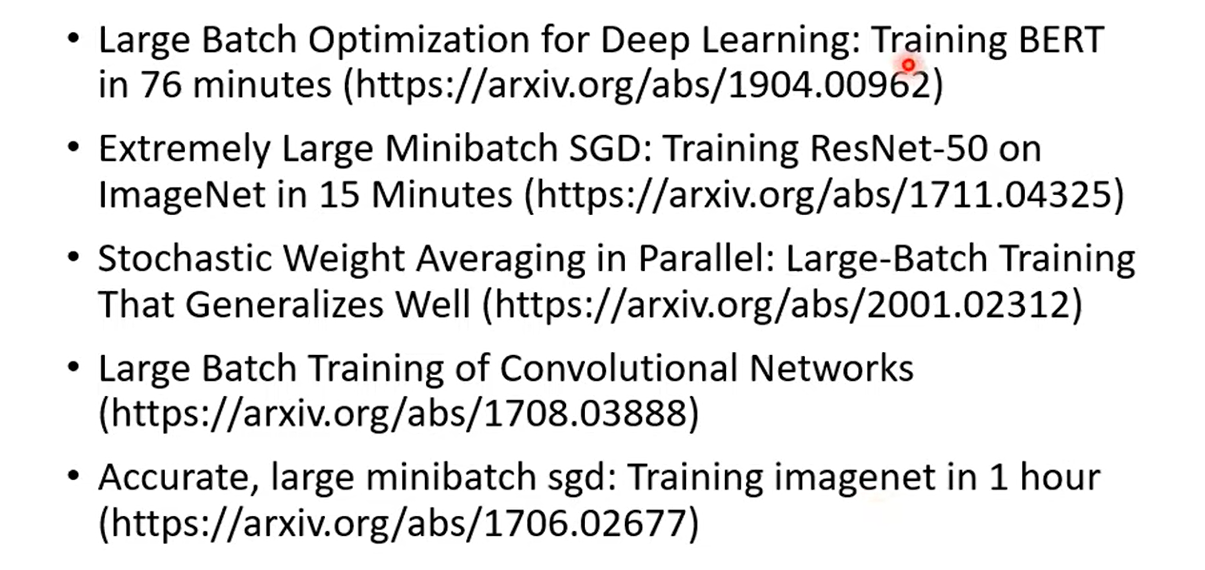 • Large Batch Optimization for Deep Learning: Training BERT
in 76 minutes (https://arxiv.org/abs/1904.00962)
• Extremely Large Minibatch SGD: Training ResNet-50 on
ImageNet in 15 Minutes (https://arxiv.org/abs/1711.04325)
• Stochastic Weight Averaging in Parallel: Large-Batch Training
That Generalizes Well (https://arxiv.org/abs/2001.02312)
• Large Batch Training of Convolutional Networks
(https://arxiv.org/abs/1708.03888)
• Accurate, large minibatch sgd: Training imagenet in 1 hour
(https://arxiv.org/abs/1706.02677)